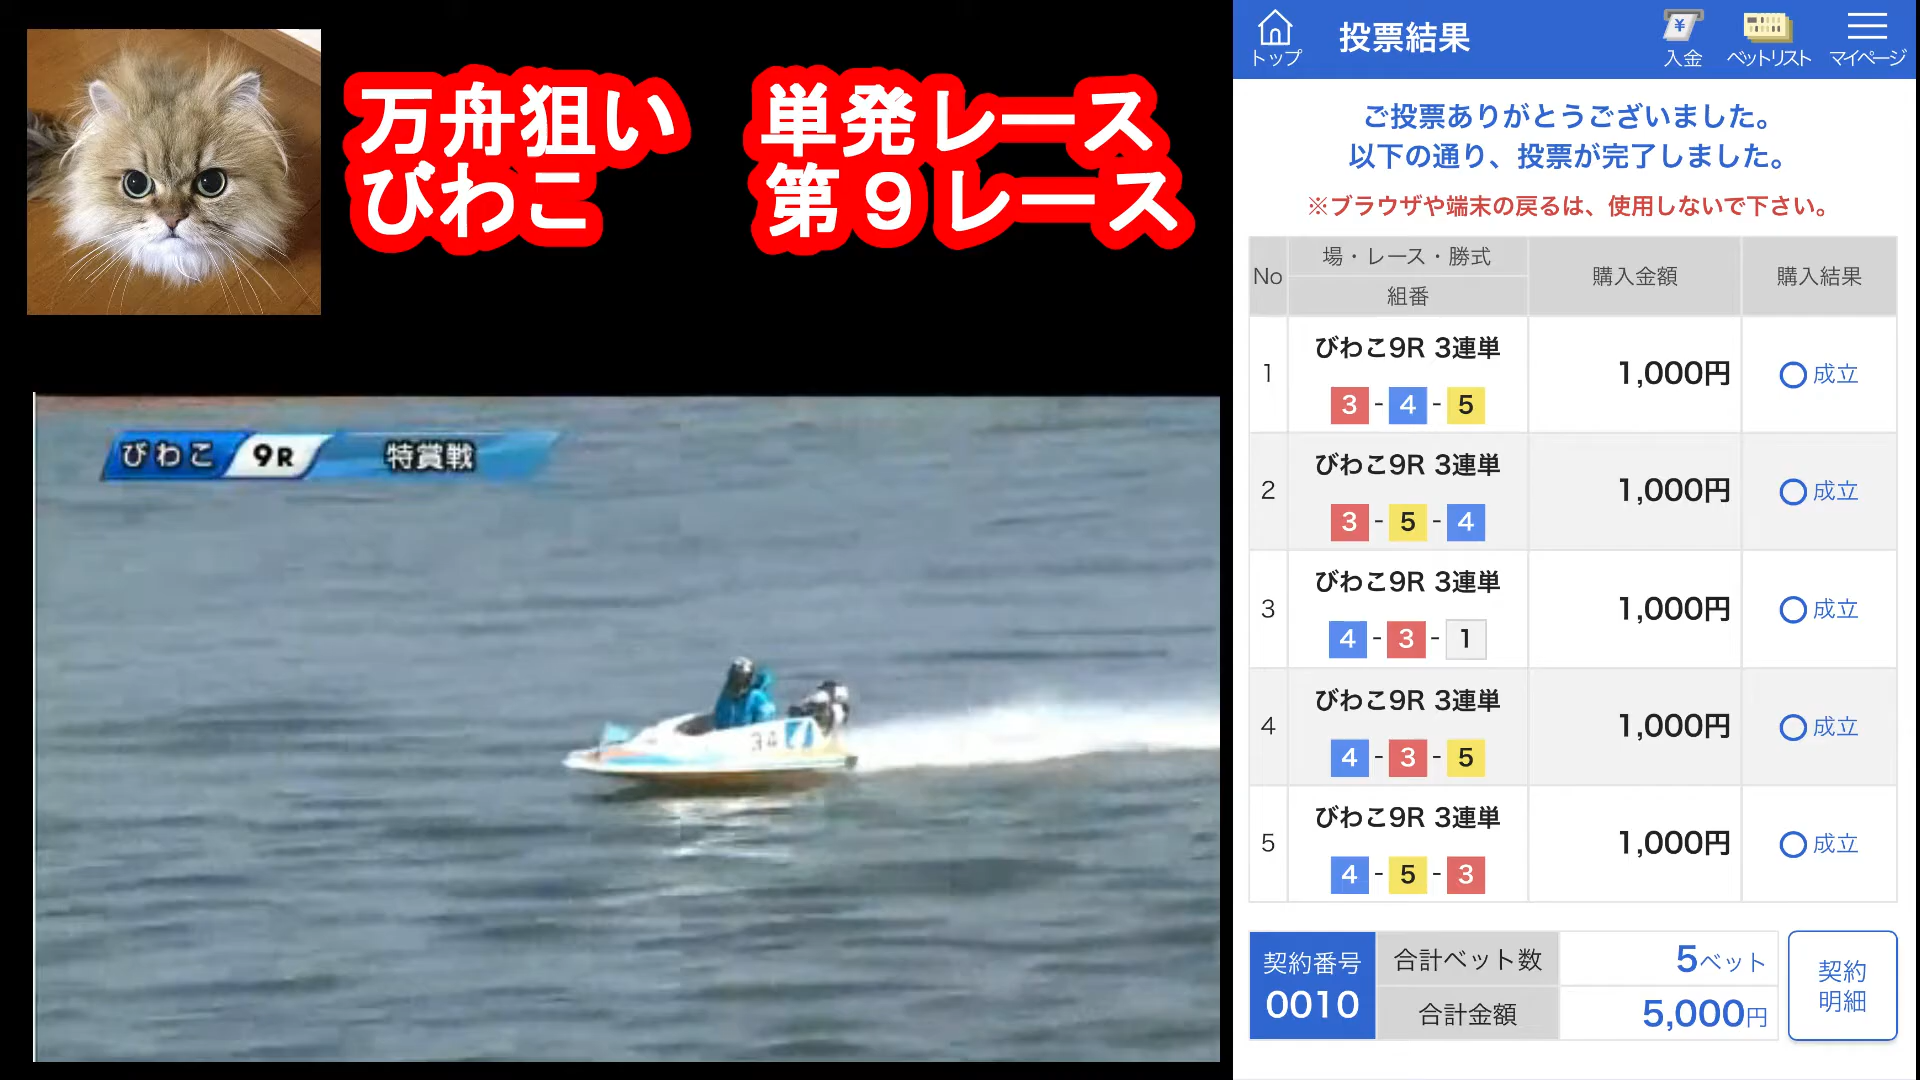 万舟狙い 単発レース
びわこ 第9レース
びわこ 9R 特賞戦
34
トップ 投票結果 入金 ベットリスト マイページ
ご投票ありがとうございました。
以下の通り、投票が完了しました。
※ブラウザや端末の戻るは、使用しないで下さい。
No 場・レース・勝式 購入金額 購入結果
組番
1 びわこ9R 3連単 1,000円 成立
3-4-5
2 びわこ9R 3連単 1,000円 成立
3-5-4
3 びわこ9R 3連単 1,000円 成立
4-3-1
4 びわこ9R 3連単 1,000円 成立
4-3-5
5 びわこ9R 3連単 1,000円 成立
4-5-3
契約番号 合計ベット数 5ベット 契約
0010 合計金額 5,000円 明細